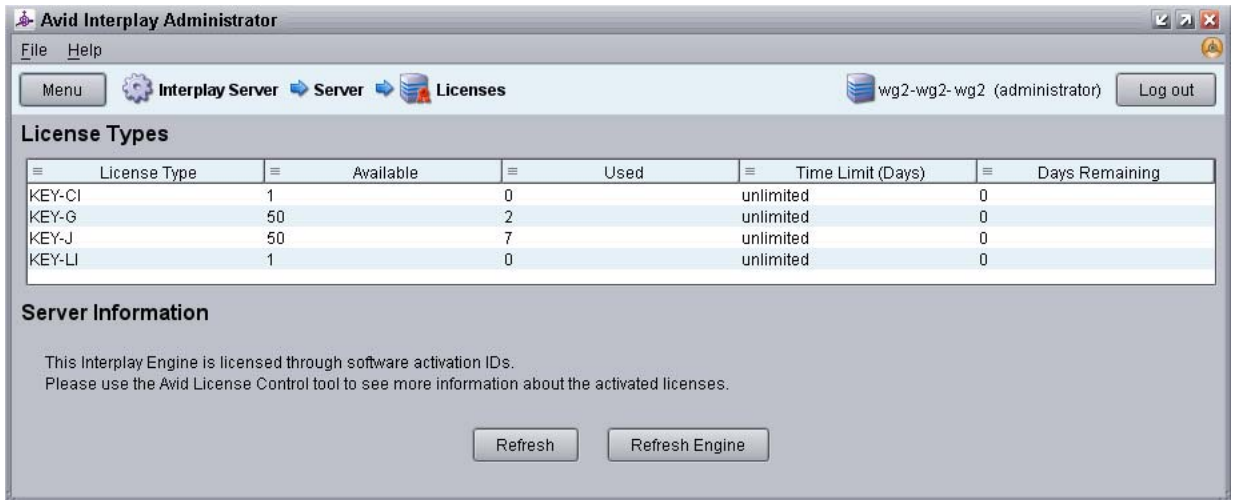 Avid Interplay Administrator
File Help
Menu Interplay Server Server Licenses wg2-wg2-wg2 (administrator) Log out
License Types
License Type Available Used Time Limit (Days) Days Remaining
KEY-CI 1 0 unlimited 0
KEY-G 50 2 unlimited 0
KEY-J 50 7 unlimited 0
KEY-LI 1 0 unlimited 0
Server Information
This Interplay Engine is licensed through software activation IDs.
Please use the Avid License Control tool to see more information about the activated licenses.
Refresh Refresh Engine